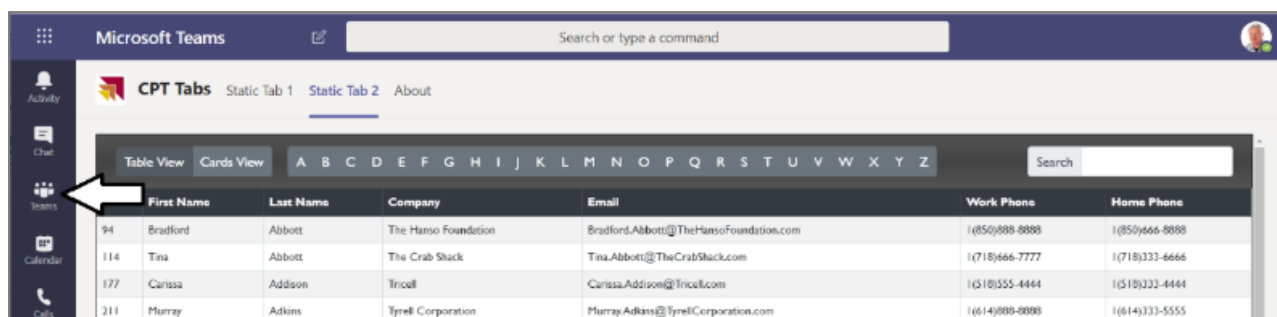 Microsoft Teams Search or type a command
Activity
CPT Tabs Static Tab 1 Static Tab 2 About
Chat
Table View Cards View A B C D E F G H I J K L M N O P Q R S T U V W X Y Z Search
Teams
First Name Last Name Company Email Work Phone Home Phone
94 Bradford Abbott The Hanso Foundation Bradford.Abbott@TheHansoFoundation.com 1(850)888-8888 1(850)666-8888
Calendar
114 Tina Abbott The Crab Shack Tina.Abbott@TheCrabShack.com 1(718)666-7777 1(718)333-6666
177 Carissa Addison Tricell Carissa.Addison@Tricell.com 1(518)555-4444 1(518)333-4444
Calls
211 Murray Adkins Tyrell Corporation Murray.Adkins@TyrellCorporation.com 1(614)888-8888 1(614)333-5555